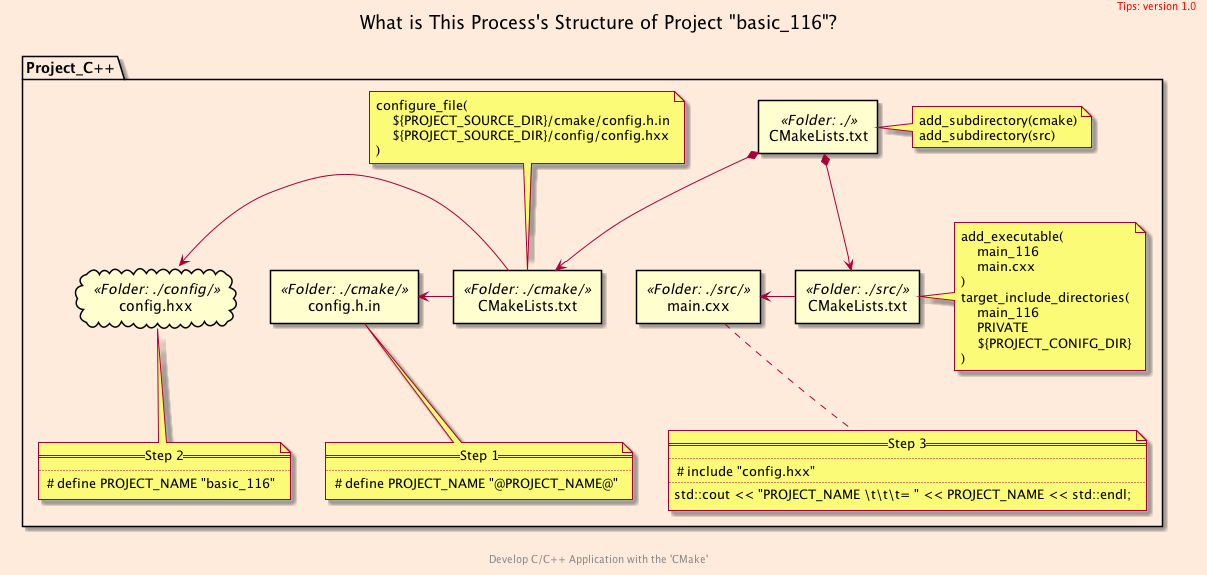 Tips: version 1.0
What is This Process's Structure of Project "basic_116"?
Project_C++
configure_file(
${PROJECT_SOURCE_DIR}/cmake/config.h.in
${PROJECT_SOURCE_DIR}/config/config.hxx
)
«Folder: ./»
CMakeLists.txt
add_subdirectory(cmake)
add_subdirectory(src)
«Folder: ./config/»
config.hxx
«Folder: ./cmake/»
config.h.in
«Folder: ./cmake/»
CMakeLists.txt
«Folder: ./src/»
main.cxx
«Folder: ./src/»
CMakeLists.txt
add_executable(
main_116
main.cxx
)
target_include_directories(
main_116
PRIVATE
${PROJECT_CONIFG_DIR}
)
Step 2
# define PROJECT_NAME "basic_116"
Step 1
# define PROJECT_NAME "@PROJECT_NAME@"
Step 3
# include "config.hxx"
std::cout << "PROJECT_NAME \t\t\t= " << PROJECT_NAME << std::endl;
Develop C/C++ Application with the 'CMake'